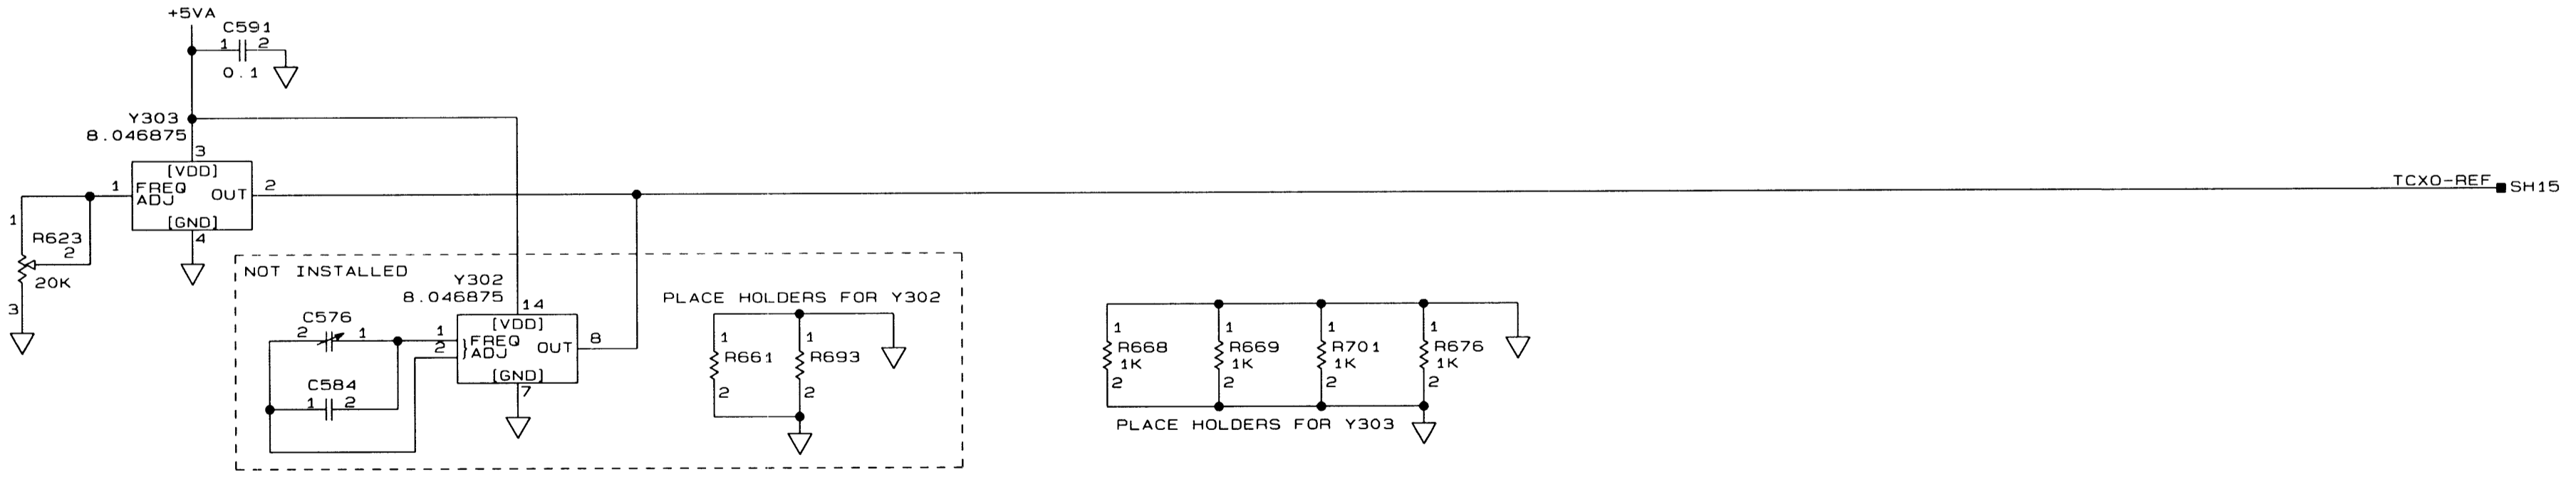 +5VA
C591
1 2
0.1
Y303
8.046875
3
[VDD]
1 FREQ ADJ OUT 2
[GND]
4
1
R623
2
20K
3
TCXO-REF SH15
NOT INSTALLED
Y302
8.046875
14
[VDD]
1
2
} FREQ ADJ OUT 8
[GND]
7
C576
2 1
C584
1 2
PLACE HOLDERS FOR Y302
1 1
R661 R693
2 2
1 1 1 1
R668 R669 R701 R676
1K 1K 1K 1K
2 2 2 2
PLACE HOLDERS FOR Y303